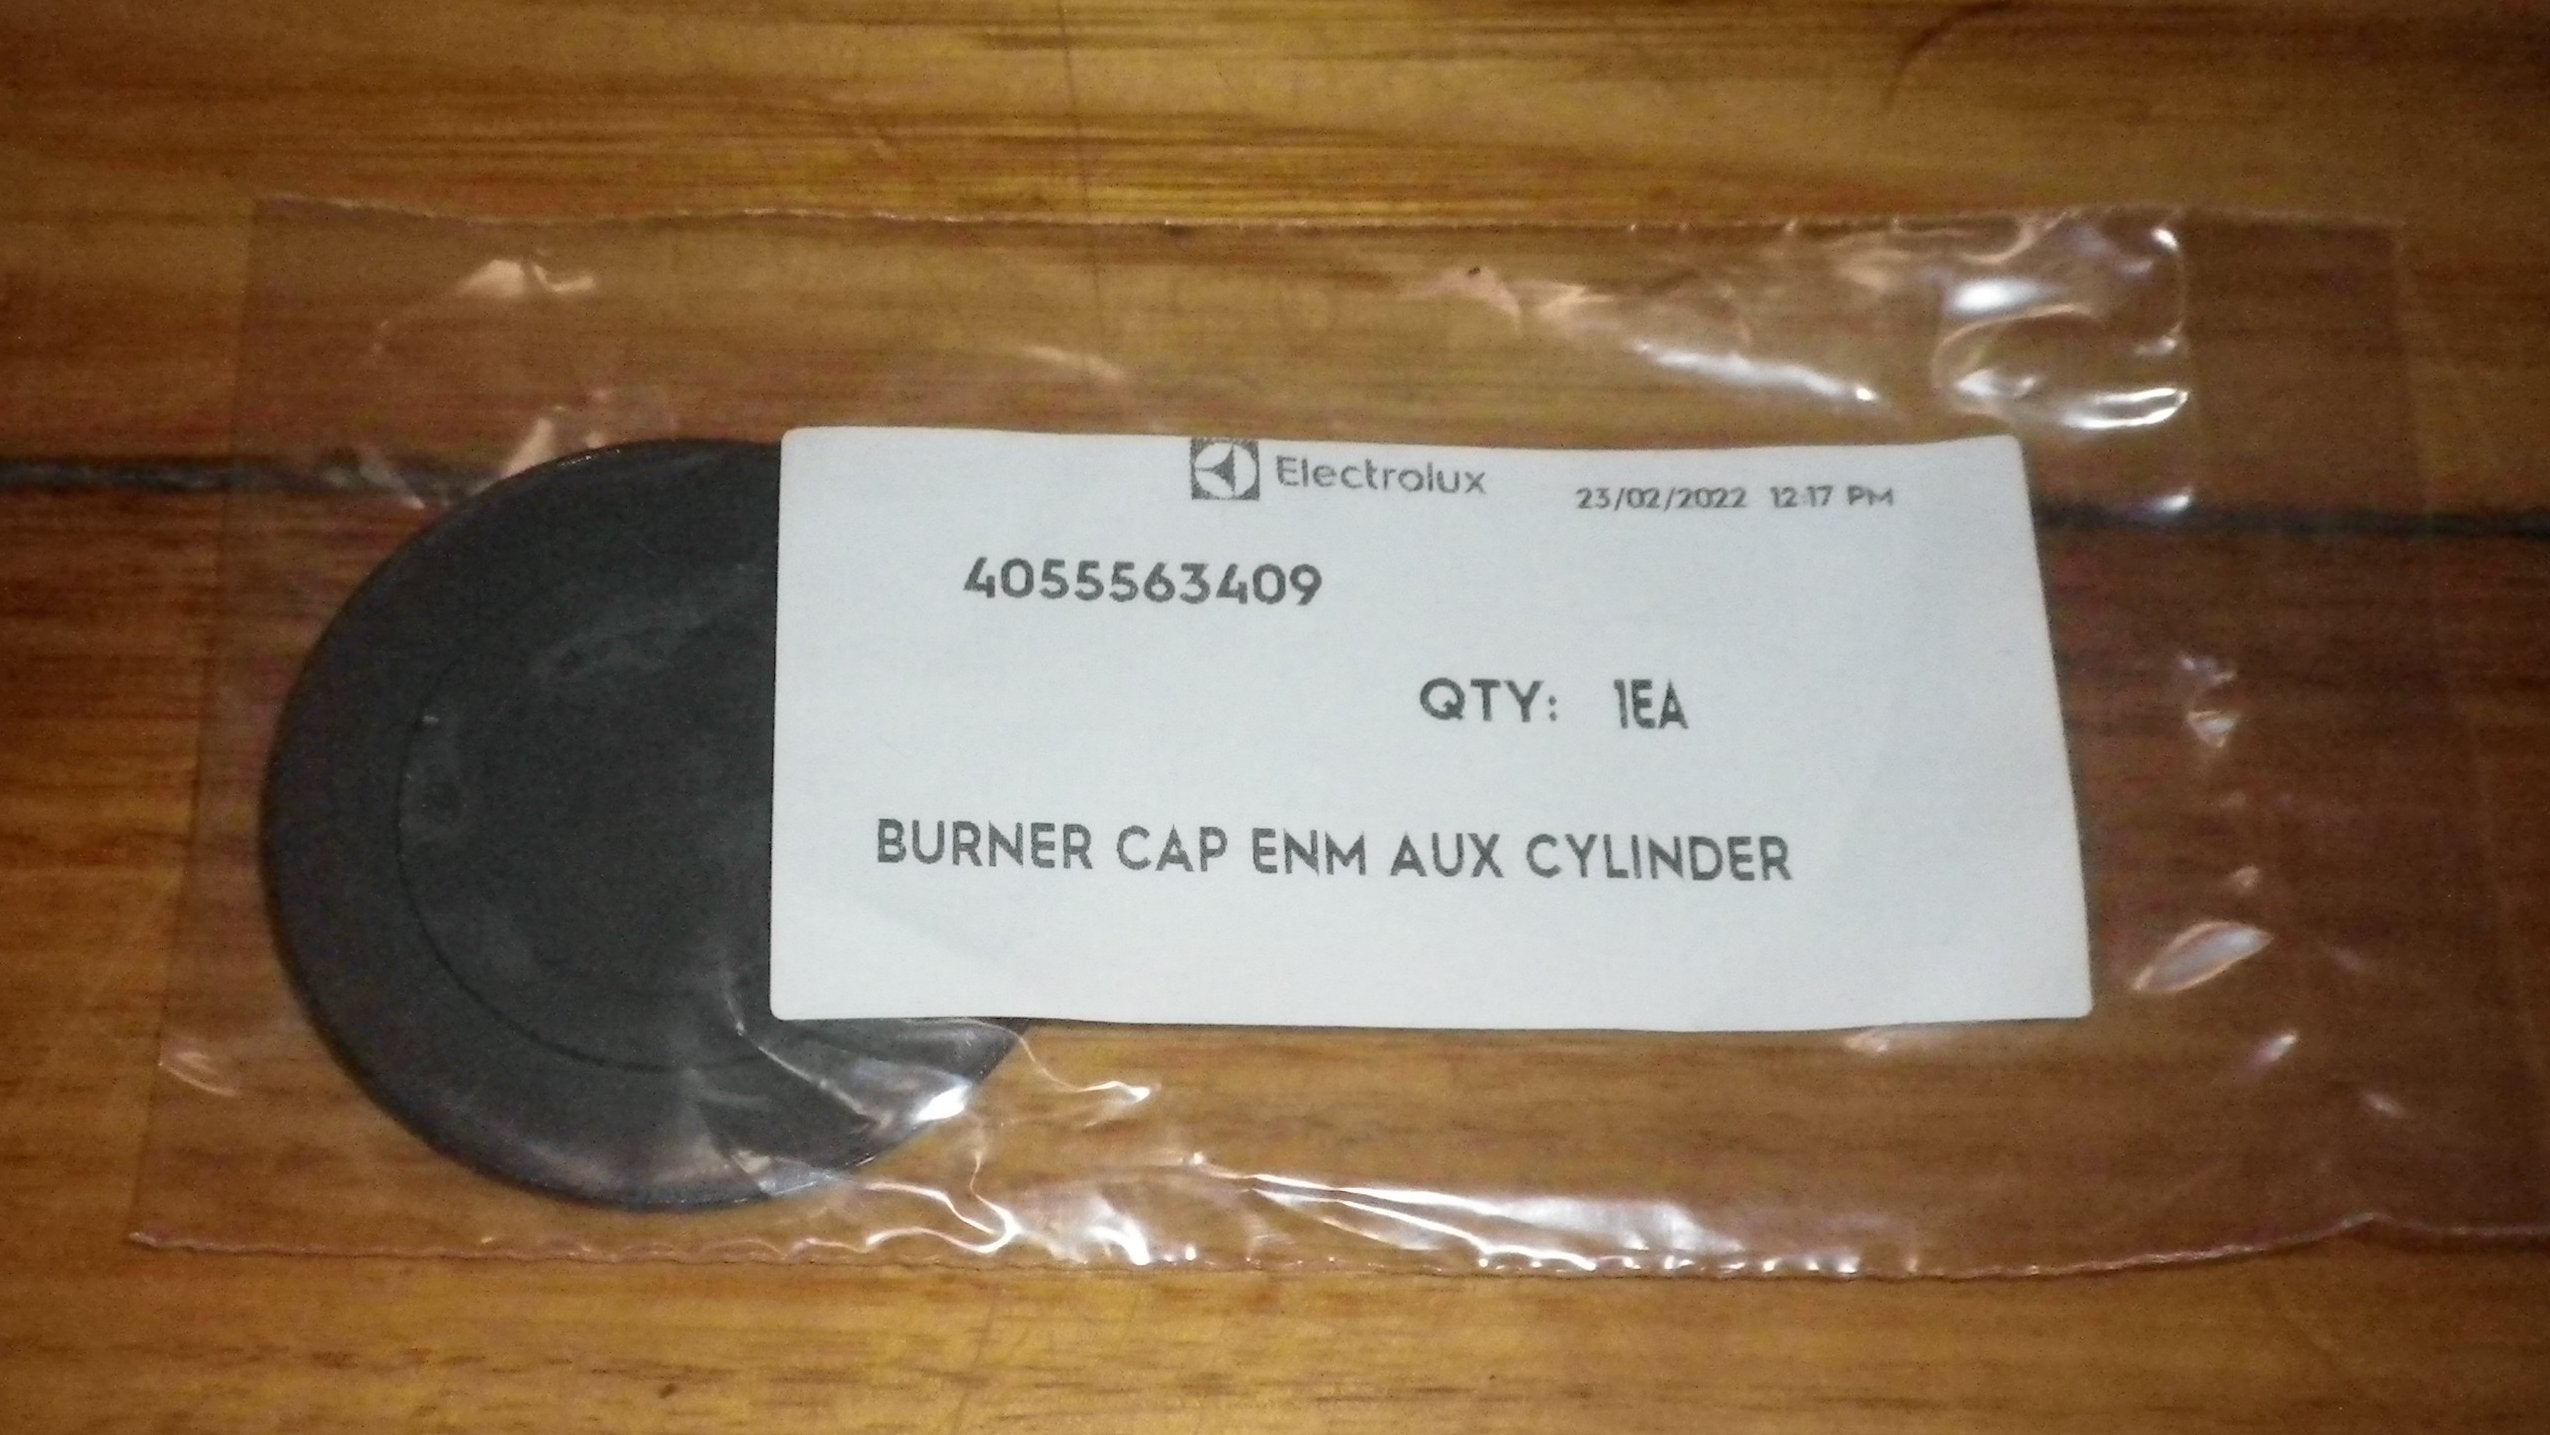 Electrolux 23/02/2022 12:17 PM
4055563409
QTY: 1EA
BURNER CAP ENM AUX CYLINDER